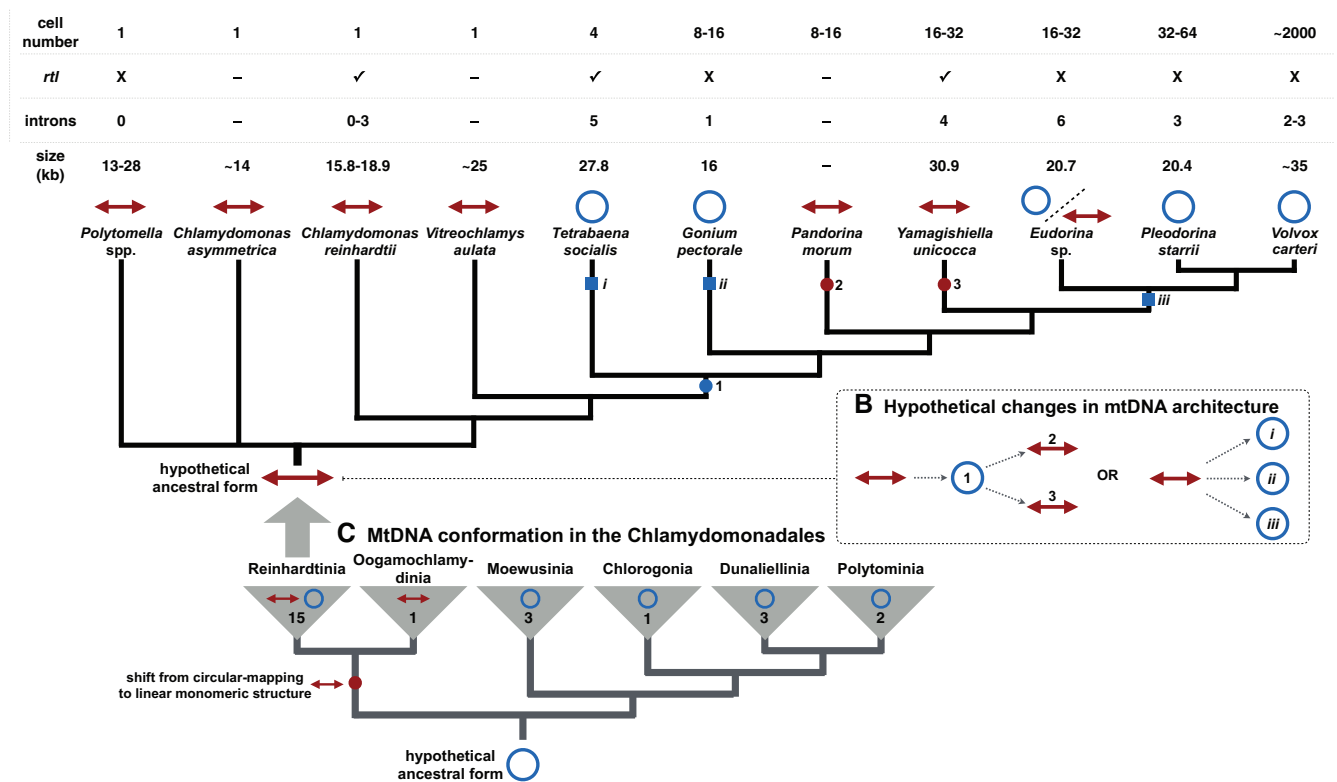 cell number 1 1 1 1 4 8-16 8-16 16-32 16-32 32-64 ~2000
rtl X – ✓ – ✓ X – ✓ X X X
introns 0 – 0-3 – 5 1 – 4 6 3 2-3
size (kb) 13-28 ~14 15.8-18.9 ~25 27.8 16 – 30.9 20.7 20.4 ~35
Polytomella Chlamydomonas Chlamydomonas Vitreochlamys Tetrabaena Gonium Pandorina Yamagishiella Eudorina Pleodorina Volvox
spp. asymmetrica reinhardtii aulata socialis pectorale morum unicocca sp. starrii carteri
i ii 2 3
iii
1
B Hypothetical changes in mtDNA architecture
hypothetical
ancestral form
1 2 3 OR i ii iii
C MtDNA conformation in the Chlamydomonadales
Reinhardtinia Oogamochlamy-
dinia Moewusinia Chlorogonia Dunaliellinia Polytominia
15 1 3 1 3 2
shift from circular-mapping
to linear monomeric structure
hypothetical
ancestral form